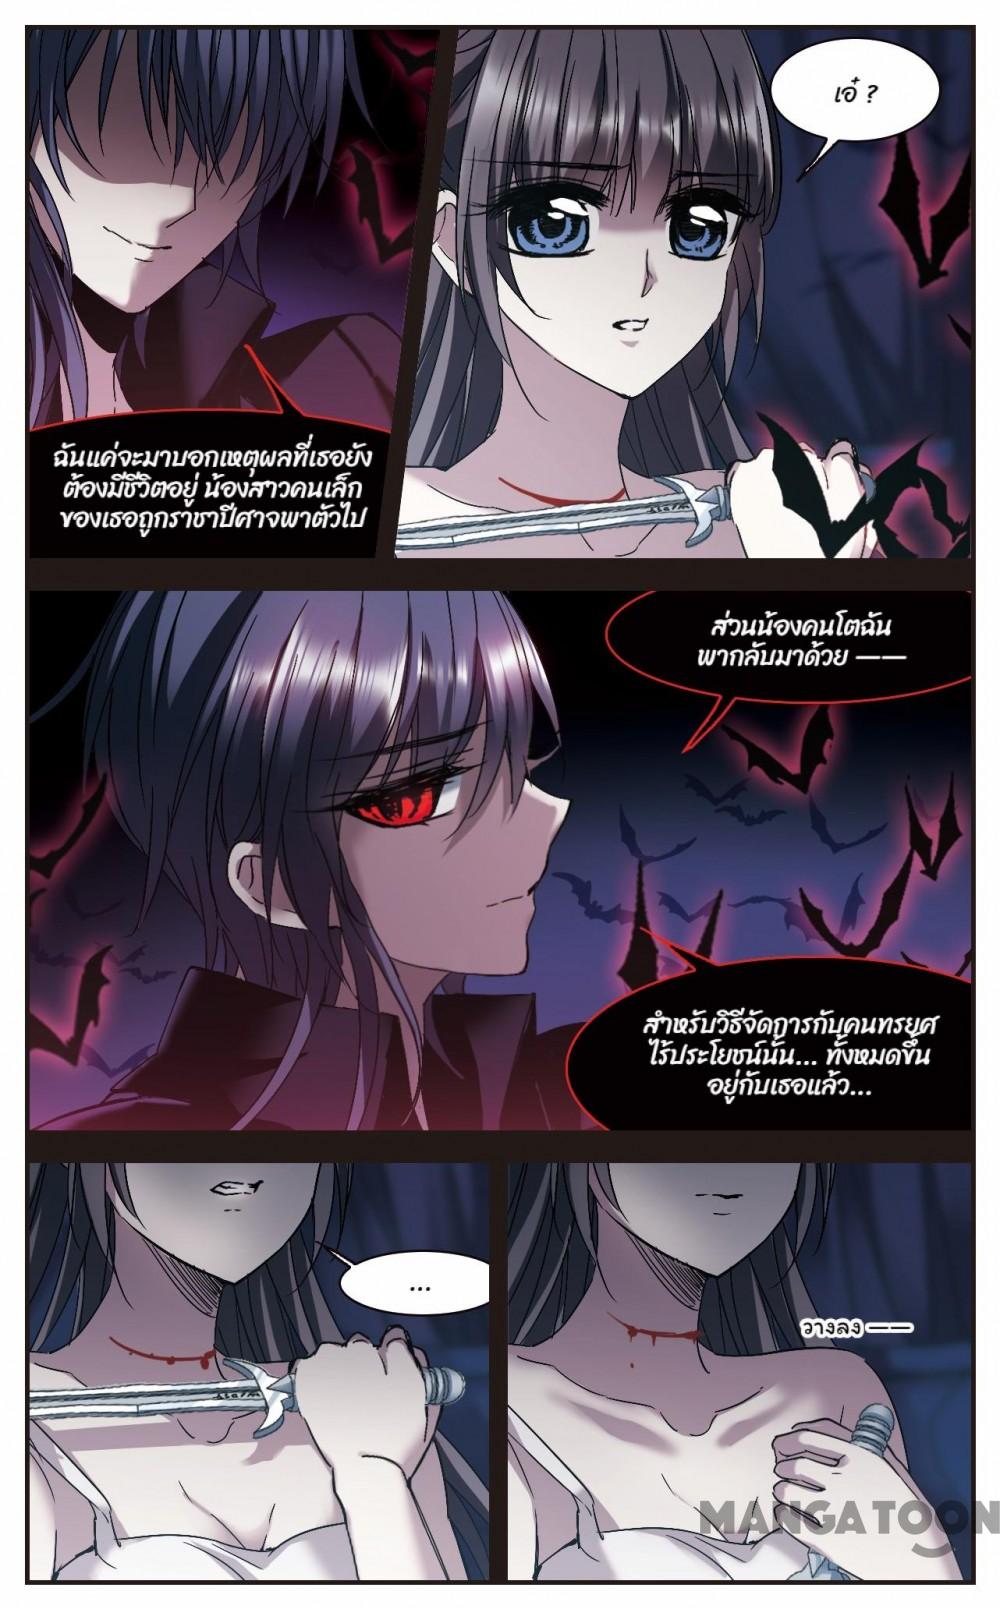 เอ๋ ?
ฉันแค่จะมาบอกเหตุผลที่เธอยัง
ต้องมีชีวิตอยู่ น้องสาวคนเล็ก
ของเธอถูกราชาปีศาจพาตัวไป
ส่วนน้องคนโตฉัน
พากลับมาด้วย ——
สำหรับวิธีจัดการกับคนทรยศ
ไร้ประโยชน์นั้น... ทั้งหมดขึ้น
อยู่กับเธอแล้ว...
...
วางลง ——
MANGATOON